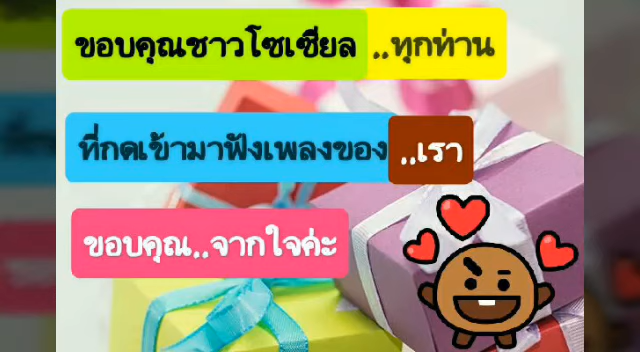 ขอบคุณชาวโซเซียล ..ทุกท่าน
ที่กดเข้ามาฟังเพลงของ ..เรา
ขอบคุณ..จากใจค่ะ